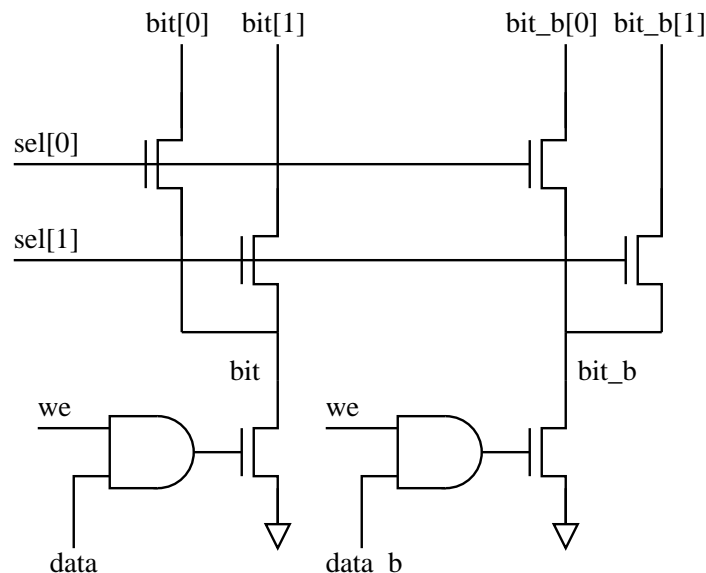 bit[0] bit[1] bit_b[0] bit_b[1]
sel[0]
sel[1]
bit bit_b
we we
data data_b